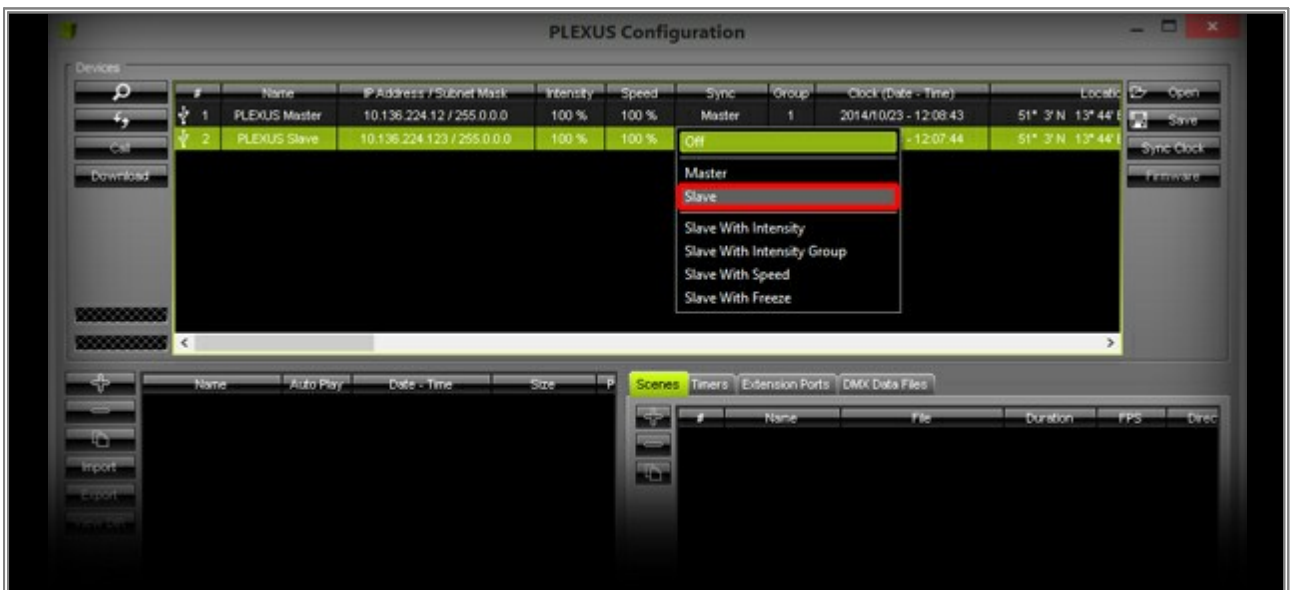 PLEXUS Configuration
Devices
# Name IP Address / Subnet Mask Intensity Speed Sync Group Clock (Date - Time) Locatic Open
1 PLEXUS Master 10.136.224.12 / 255.0.0.0 100 % 100 % Master 1 2014/10/23 - 12:08:43 51° 3' N 13° 44' E Save
Call 2 PLEXUS Slave 10.136.224.123 / 255.0.0.0 100 % 100 % Off - 12:07:44 51° 3' N 13° 44' E Sync Clock
Download Master Firmware
Slave
Slave With Intensity
Slave With Intensity Group
Slave With Speed
Slave With Freeze
Name Auto Play Date - Time Size P Scenes Timers Extension Ports DMX Data Files
# Name File Duration FPS Direc
Import
Export